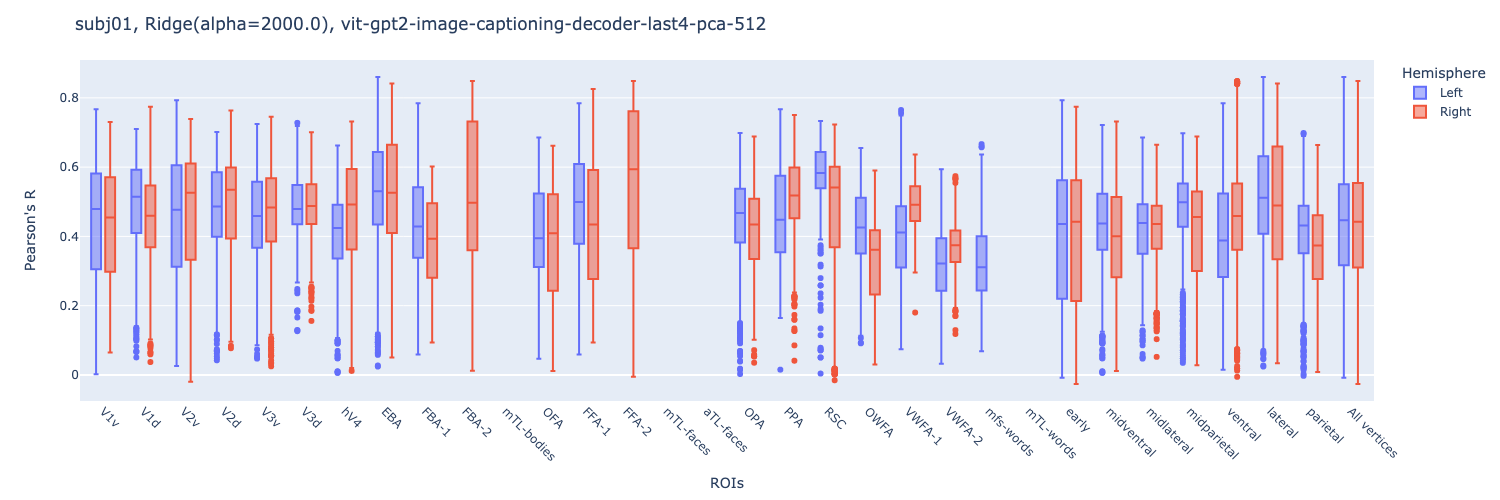 subj01, Ridge(alpha=2000.0), vit-gpt2-image-captioning-decoder-last4-pca-512
Hemisphere
Left
Right
Pearson's R
0.8
0.6
0.4
0.2
0
V1v
V1d
V2v
V2d
V3v
V3d
hV4
EBA
FBA-1
FBA-2
mTL-bodies
OFA
FFA-1
FFA-2
mTL-faces
aTL-faces
OPA
PPA
RSC
OWFA
VWFA-1
VWFA-2
mfs-words
mTL-words
early
midventral
midlateral
midparietal
ventral
lateral
parietal
All vertices
ROIs